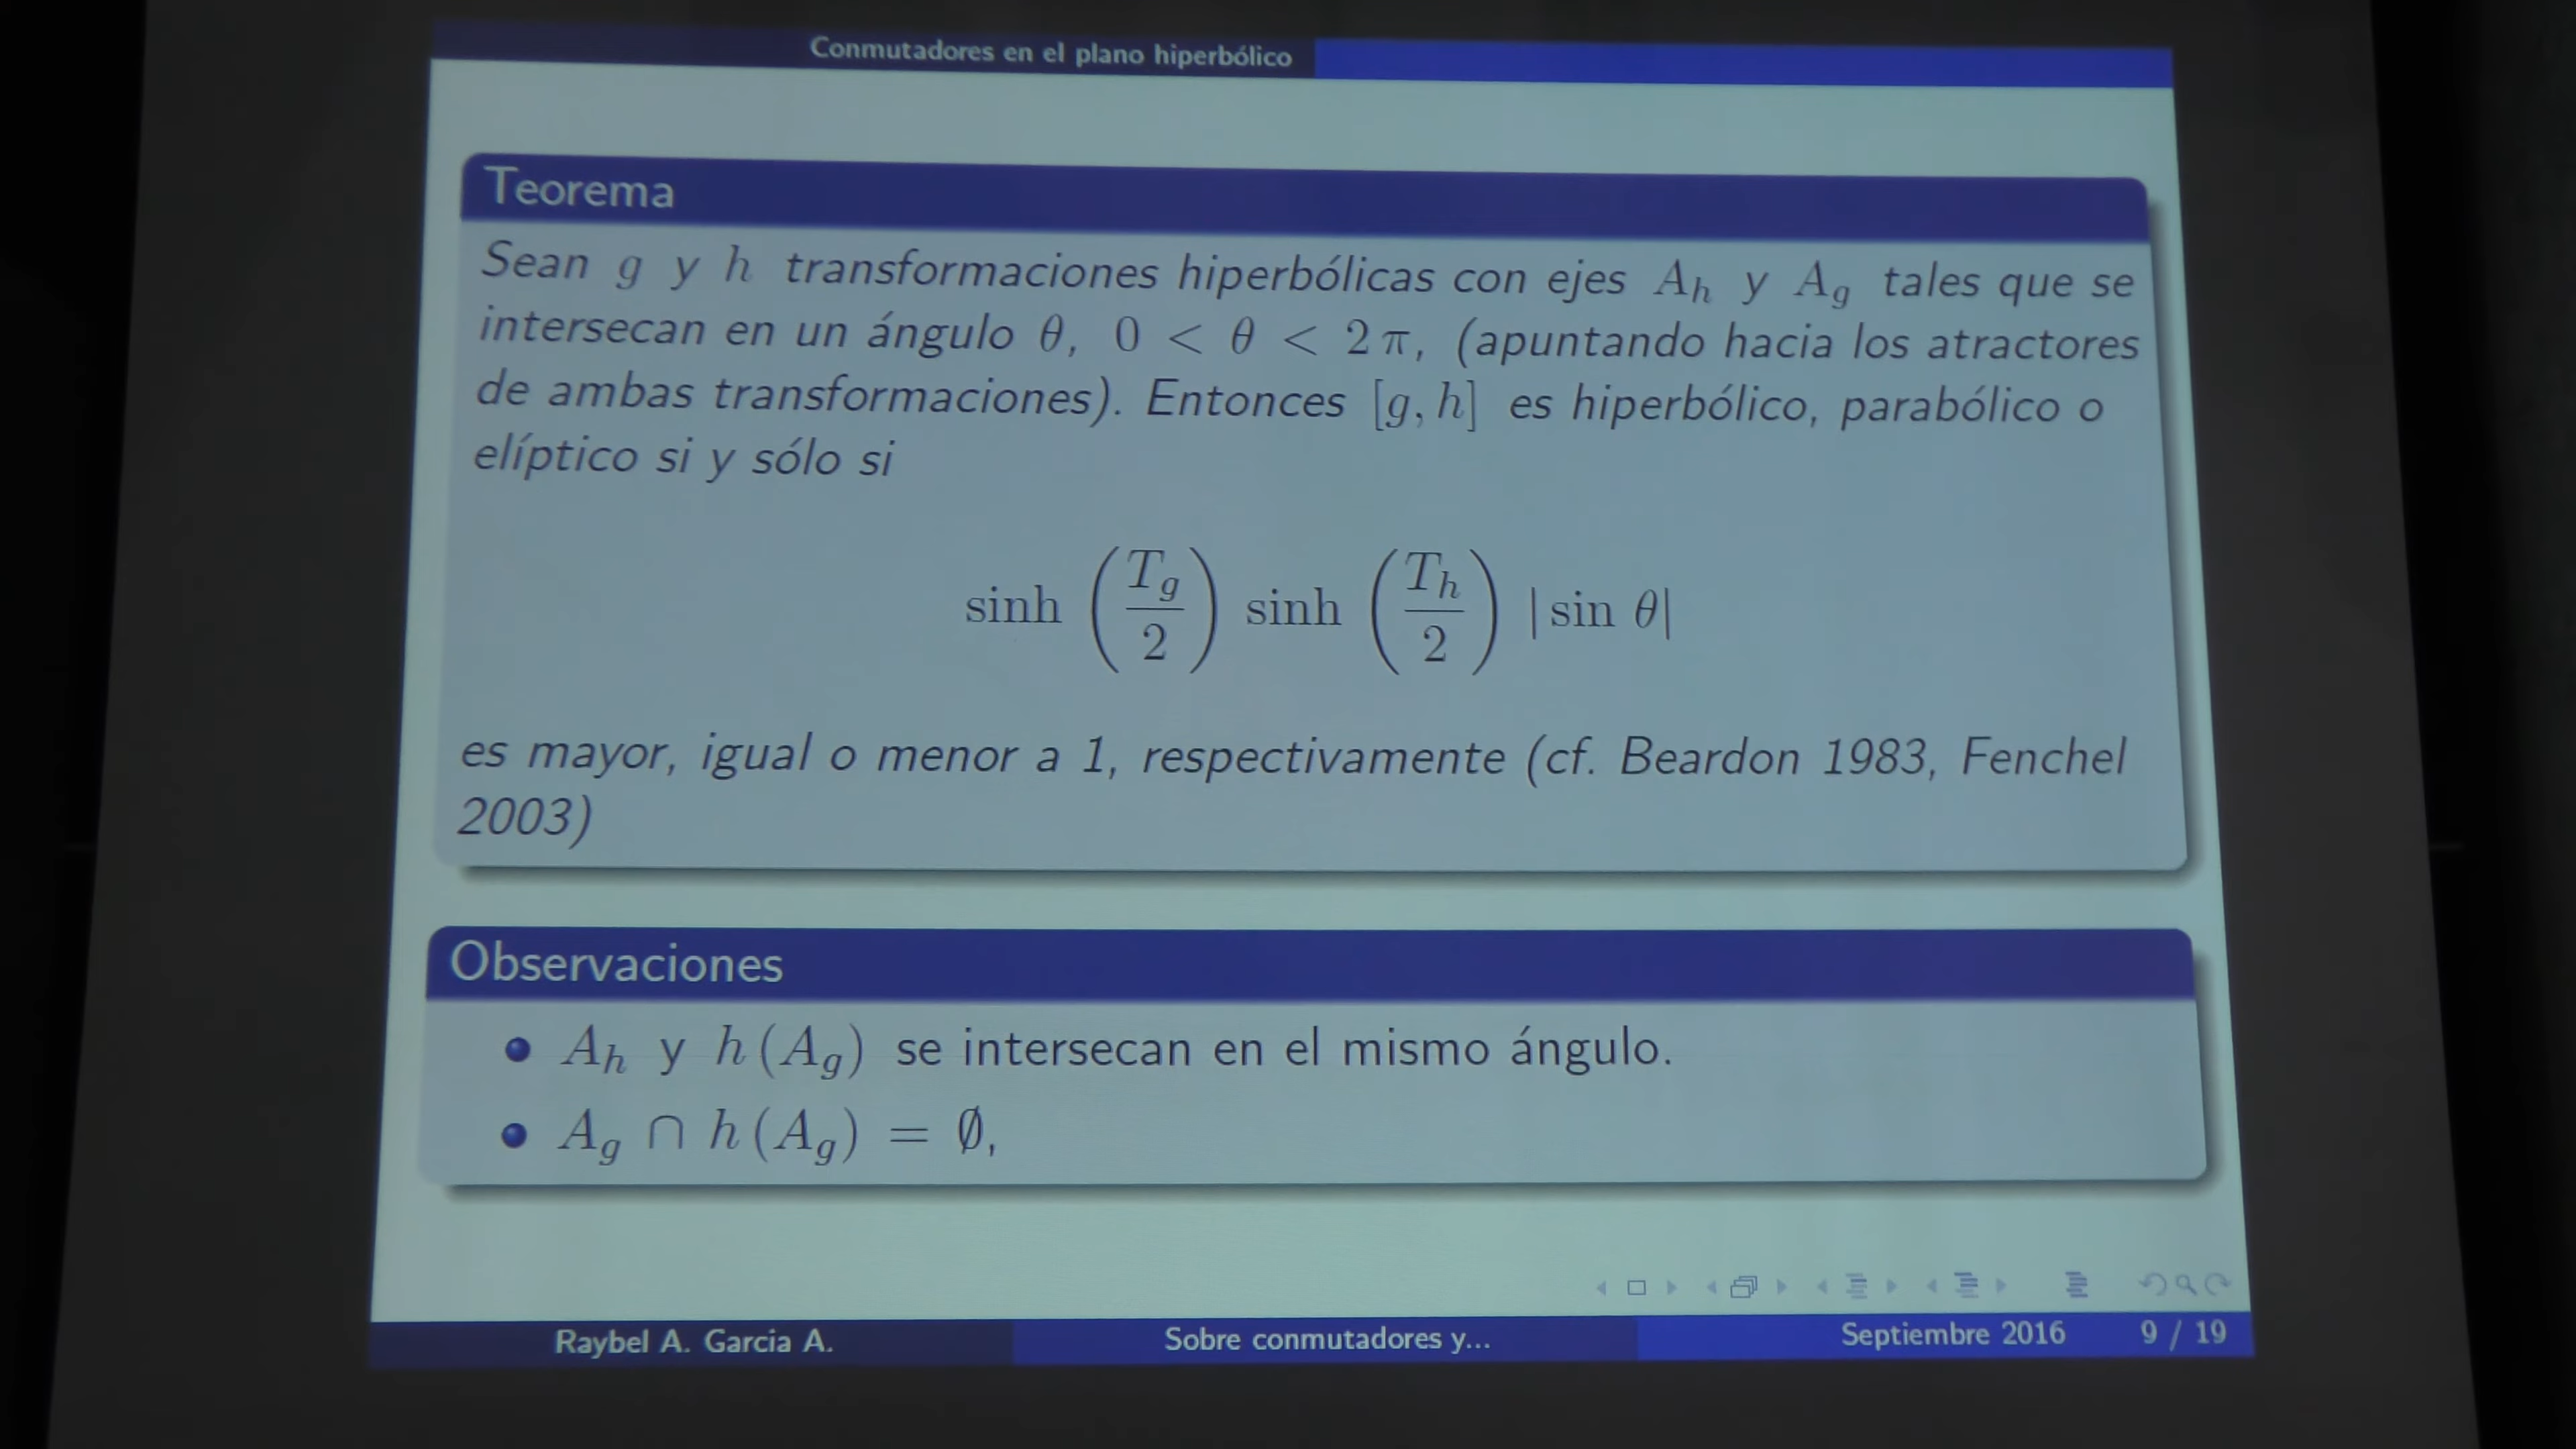 Conmutadores en el plano hiperbólico
Teorema
Sean g y h transformaciones hiperbólicas con ejes A_h y A_g tales que se
intersecan en un ángulo θ, 0 < θ < 2π, (apuntando hacia los atractores
de ambas transformaciones). Entonces [g, h] es hiperbólico, parabólico o
elíptico si y sólo si
sinh (T_g/2) sinh (T_h/2) |sin θ|
es mayor, igual o menor a 1, respectivamente (cf. Beardon 1983, Fenchel
2003)
Observaciones
• A_h y h(A_g) se intersecan en el mismo ángulo.
• A_g ∩ h(A_g) = ∅,
Raybel A. Garcia A. Sobre conmutadores y... Septiembre 2016 9 / 19